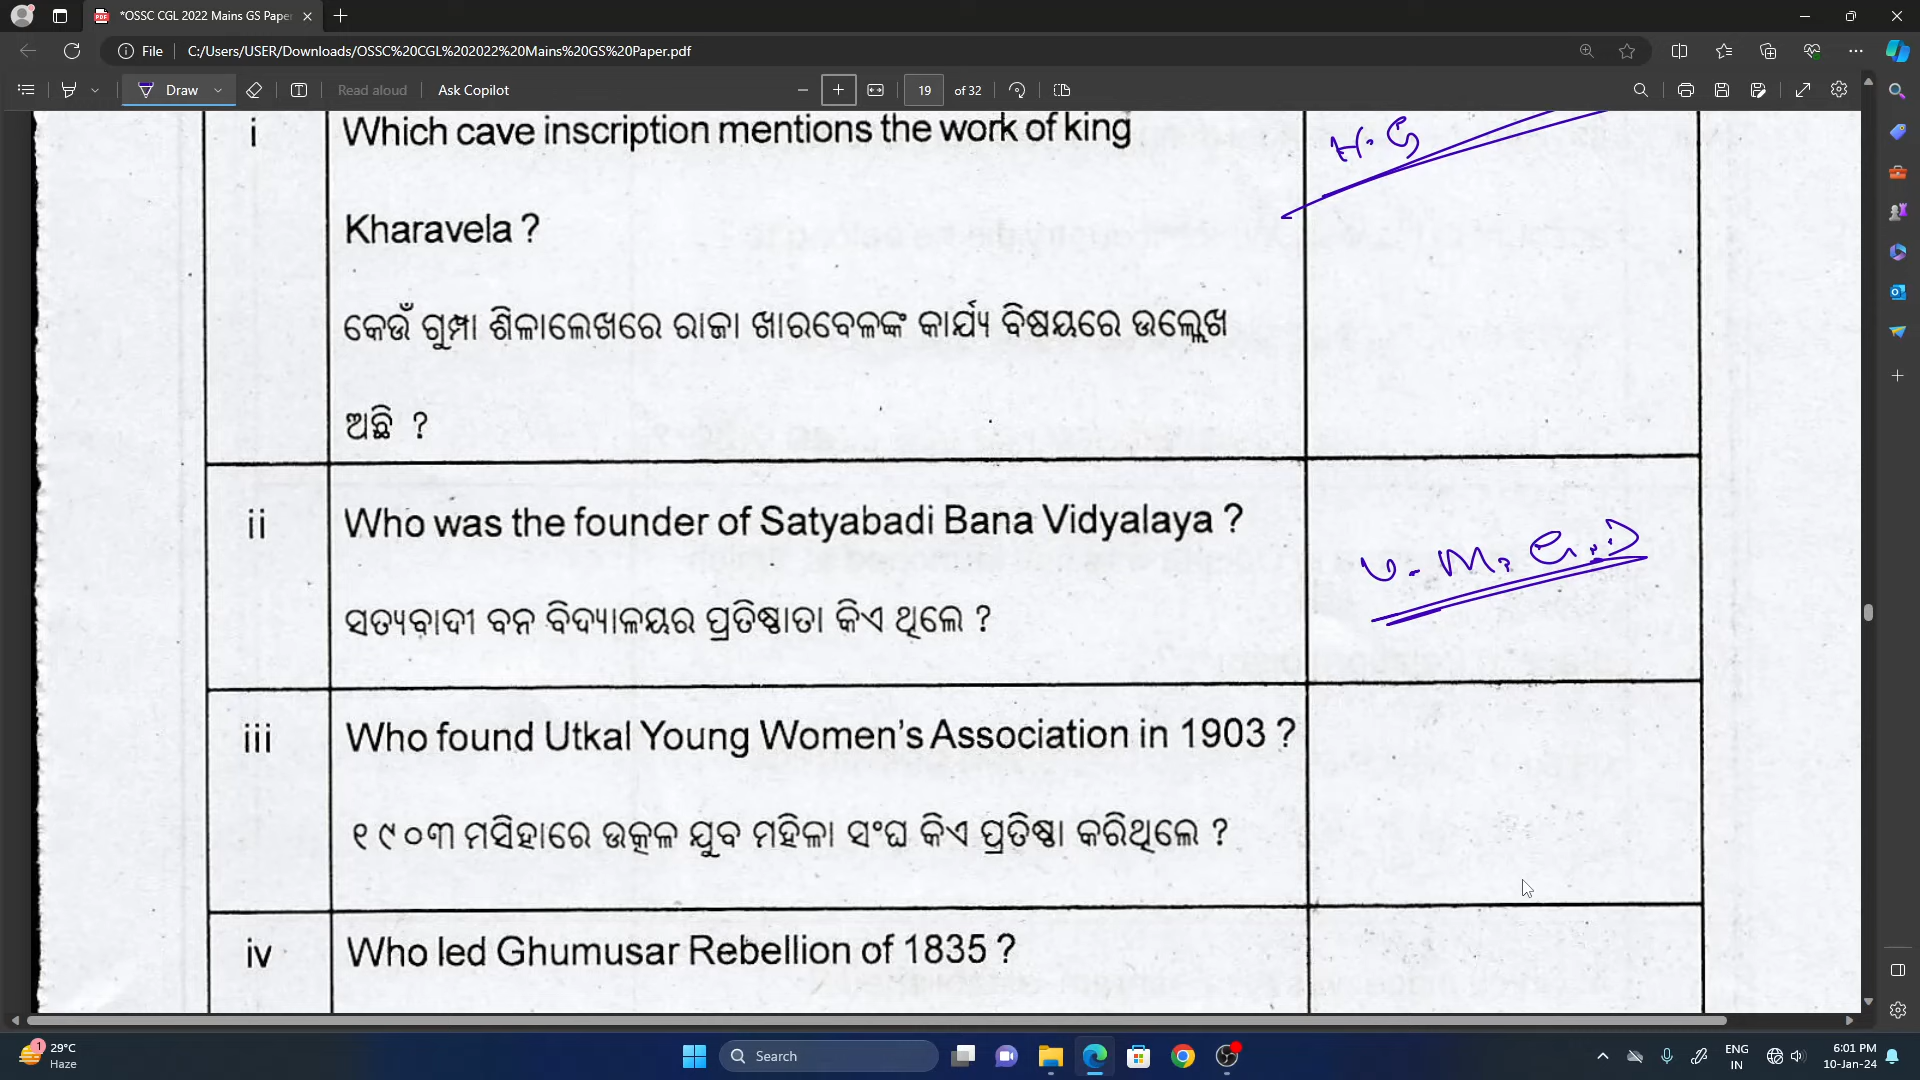 *OSSC CGL 2022 Mains GS Pape
File
C:/Users/USER/Downloads/OSSC%20CGL%202022%20Mains%20GS%20Paper.pdf
Draw
Read aloud
Ask Copilot
19
of 32
i
Which cave inscription mentions the work of king
H.G
Kharavela ?
କେଉଁ ଗୁମ୍ଫା ଶିଳାଲେଖରେ ରାଜା ଖାରବେଳଙ୍କ କାର୍ଯ୍ୟ ବିଷୟରେ ଉଲ୍ଲେଖ
ଅଛି ?
ii
Who was the founder of Satyabadi Bana Vidyalaya ?
ସତ୍ୟବାଦୀ ବନ ବିଦ୍ୟାଳୟର ପ୍ରତିଷ୍ଠାତା କିଏ ଥିଲେ ?
iii
Who found Utkal Young Women's Association in 1903 ?
୧୯୦୩ ମସିହାରେ ଉତ୍କଳ ଯୁବ ମହିଳା ସଂଘ କିଏ ପ୍ରତିଷ୍ଠା କରିଥିଲେ ?
iv
Who led Ghumusar Rebellion of 1835 ?
1
29°C
Haze
Search
ENG
IN
6:01 PM
10-Jan-24